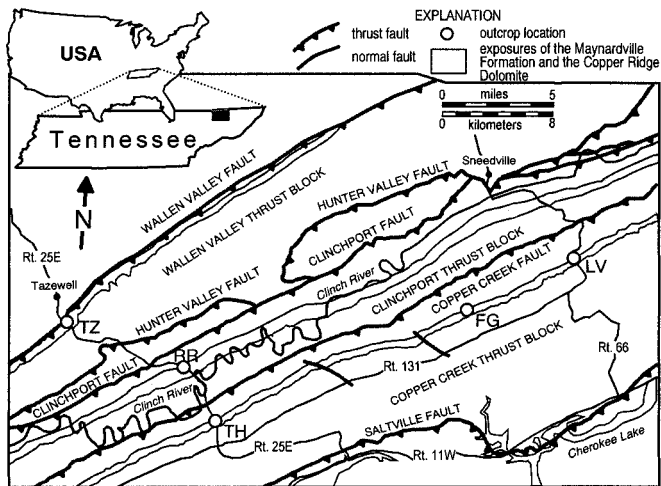 EXPLANATION
thrust fault
normal fault
outcrop location
exposures of the Maynardville
Formation and the Copper Ridge
Dolomite
USA
Tennessee
N
0 miles 5
0 kilometers 8
Sneedville
WALLEN VALLEY FAULT
WALLEN VALLEY THRUST BLOCK
HUNTER VALLEY FAULT
CLINCHPORT FAULT
Clinch River
Rt. 25E
Tazewell
TZ
HUNTER VALLEY FAULT
CLINCHPORT THRUST BLOCK
COPPER CREEK FAULT
LV
FG
RR
Rt. 131
Rt. 66
CLINCHPORT FAULT
Clinch River
COPPER CREEK THRUST BLOCK
TH
Rt. 25E
SALTVILLE FAULT
Rt. 11W
Cherokee Lake